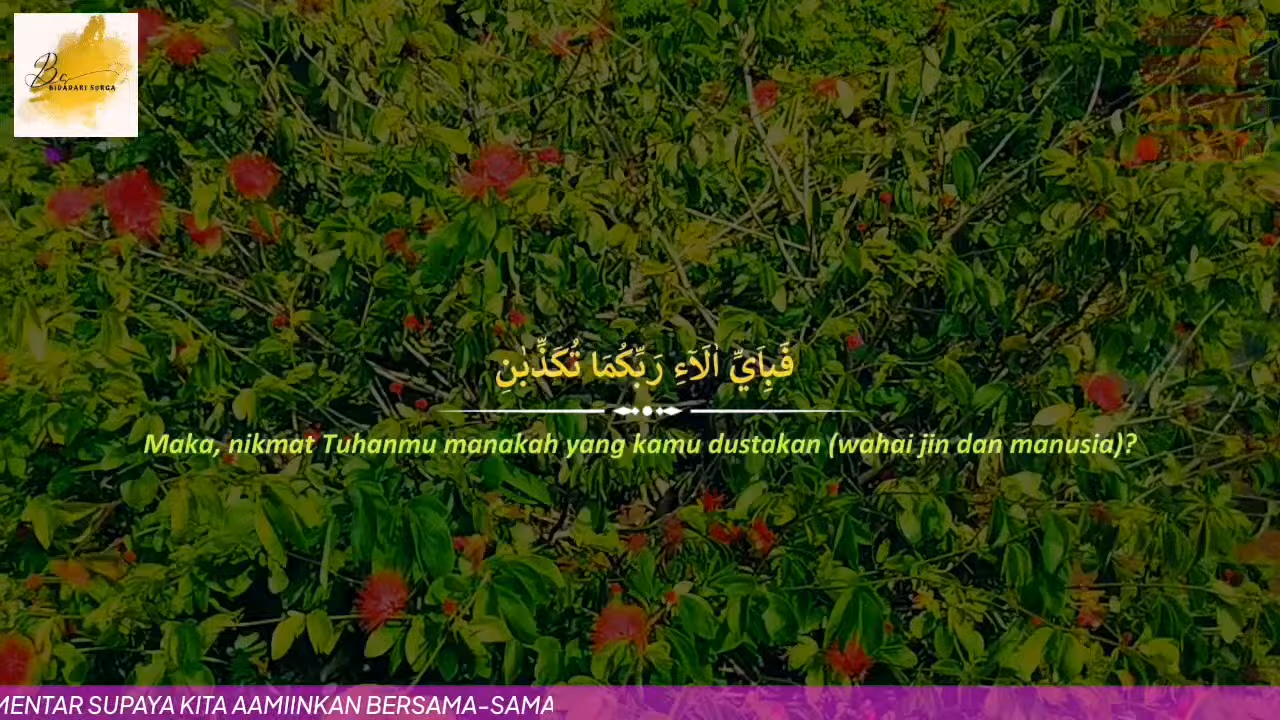 Bs
BIDADARI SURGA
فَبِاَيِّ اٰلَاۤءِ رَبِّكُمَا تُكَذِّبٰنِ
Maka, nikmat Tuhanmu manakah yang kamu dustakan (wahai jin dan manusia)?
MENTAR SUPAYA KITA AAMIINKAN BERSAMA-SAMA